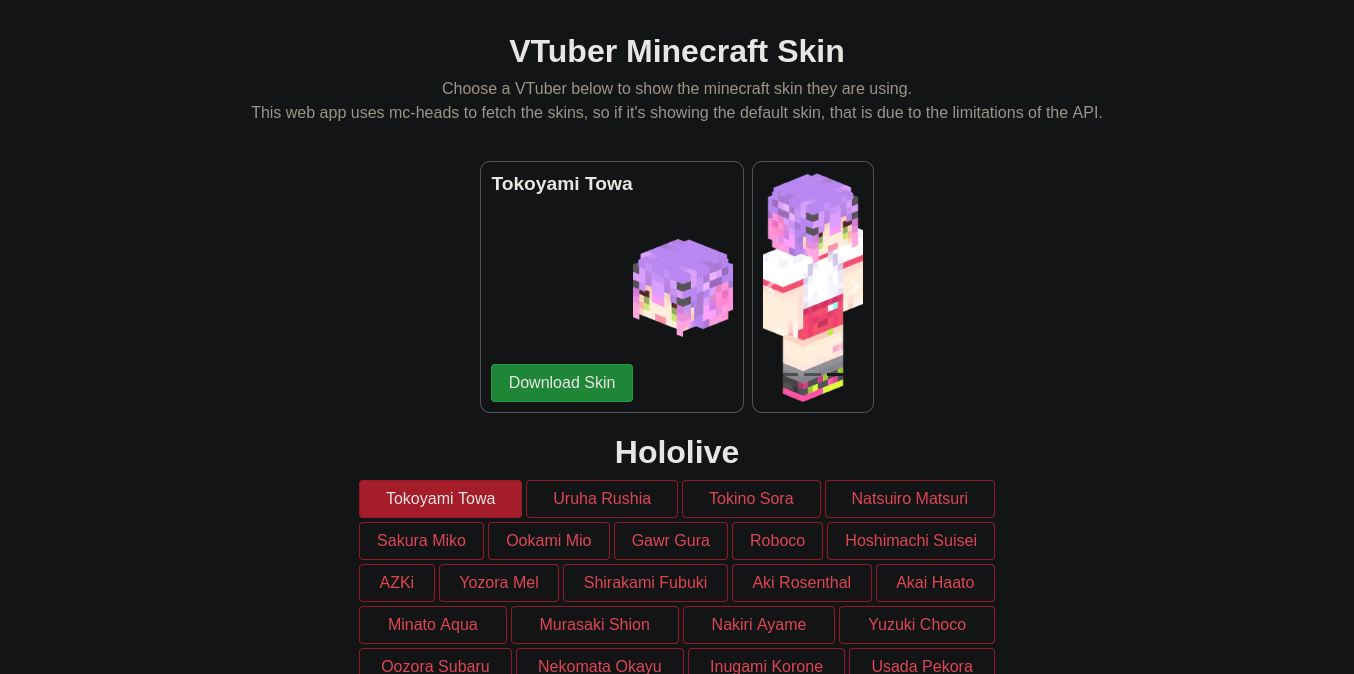 VTuber Minecraft Skin
Choose a VTuber below to show the minecraft skin they are using.
This web app uses mc-heads to fetch the skins, so if it's showing the default skin, that is due to the limitations of the API.
Tokoyami Towa
Download Skin
Hololive
Tokoyami Towa Uruha Rushia Tokino Sora Natsuiro Matsuri
Sakura Miko Ookami Mio Gawr Gura Roboco Hoshimachi Suisei
AZKi Yozora Mel Shirakami Fubuki Aki Rosenthal Akai Haato
Minato Aqua Murasaki Shion Nakiri Ayame Yuzuki Choco
Oozora Subaru Nekomata Okayu Inugami Korone Usada Pekora